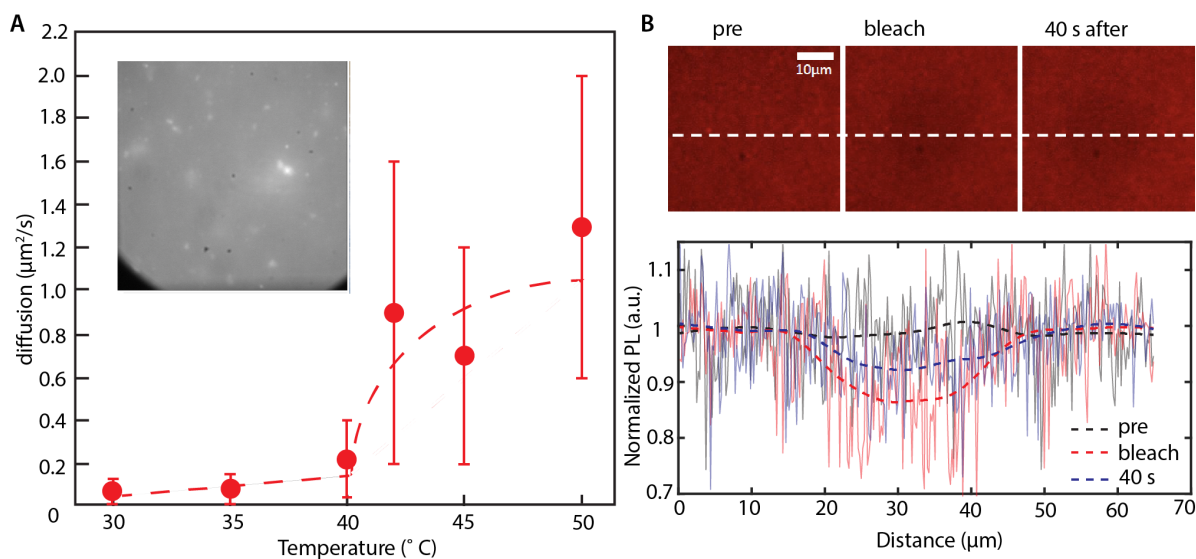 A
2.2
2.0
1.8
1.6
1.4
1.2
1.0
0.8
0.6
0.4
0.2
0
diffusion (μm²/s)
30 35 40 45 50
Temperature (° C)
B
pre bleach 40 s after
10μm
1.1
1
0.9
0.8
0.7
Normalized PL (a.u.)
pre
bleach
40 s
0 10 20 30 40 50 60 70
Distance (μm)